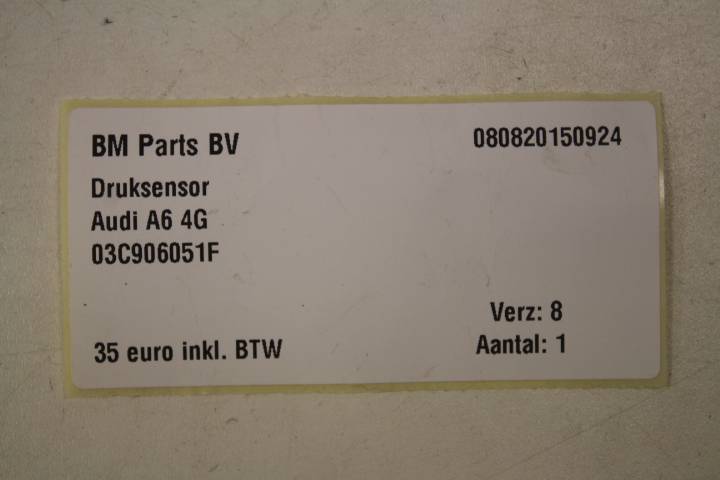 BM Parts BV 080820150924
Druksensor
Audi A6 4G
03C906051F
Verz: 8
35 euro inkl. BTW Aantal: 1